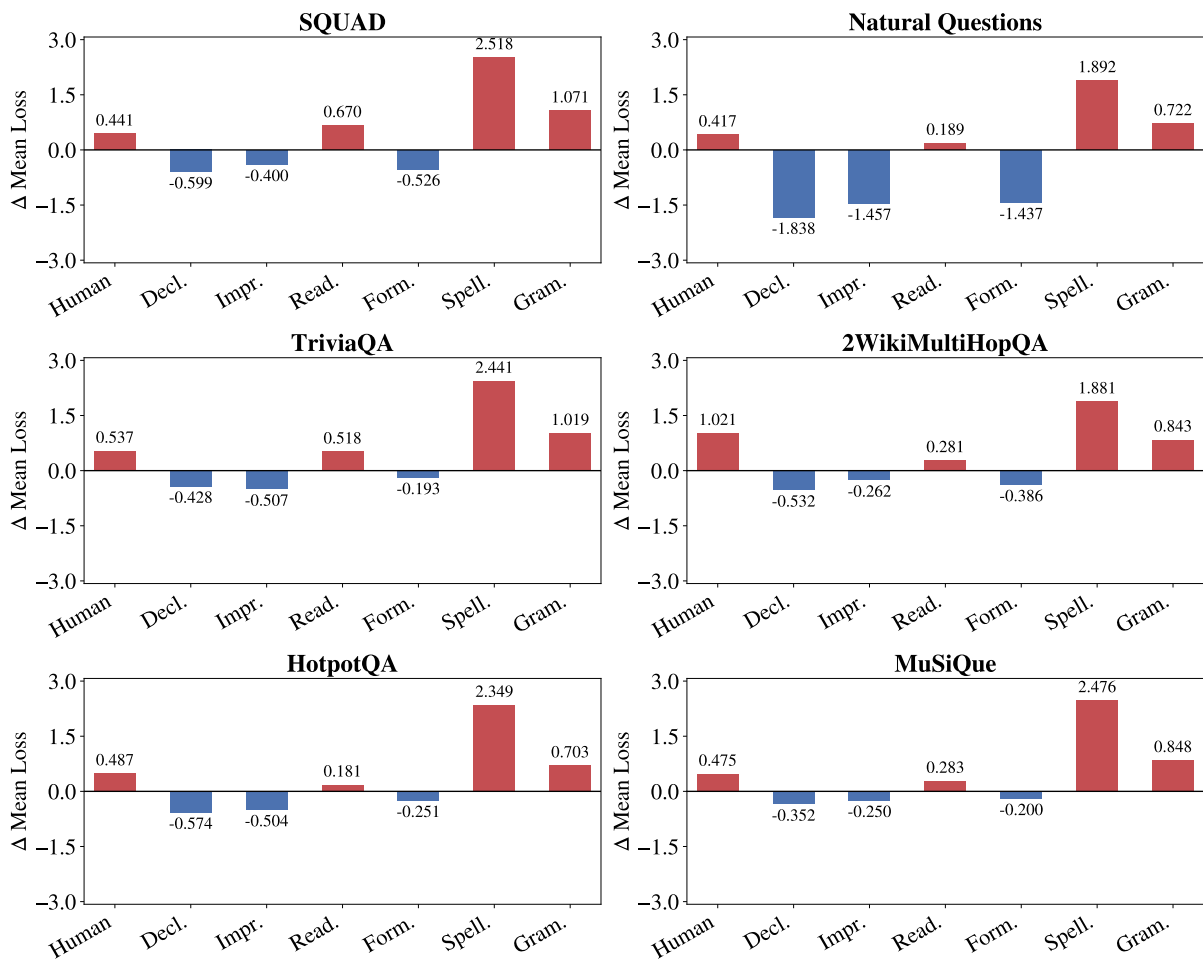 SQUAD
Δ Mean Loss
3.0
1.5
0.0
−1.5
−3.0
0.441
-0.599
-0.400
0.670
-0.526
2.518
1.071
Human
Decl.
Impr.
Read.
Form.
Spell.
Gram.
Natural Questions
Δ Mean Loss
3.0
1.5
0.0
−1.5
−3.0
0.417
-1.838
-1.457
0.189
-1.437
1.892
0.722
Human
Decl.
Impr.
Read.
Form.
Spell.
Gram.
TriviaQA
Δ Mean Loss
3.0
1.5
0.0
−1.5
−3.0
0.537
-0.428
-0.507
0.518
-0.193
2.441
1.019
Human
Decl.
Impr.
Read.
Form.
Spell.
Gram.
2WikiMultiHopQA
Δ Mean Loss
3.0
1.5
0.0
−1.5
−3.0
1.021
-0.532
-0.262
0.281
-0.386
1.881
0.843
Human
Decl.
Impr.
Read.
Form.
Spell.
Gram.
HotpotQA
Δ Mean Loss
3.0
1.5
0.0
−1.5
−3.0
0.487
-0.574
-0.504
0.181
-0.251
2.349
0.703
Human
Decl.
Impr.
Read.
Form.
Spell.
Gram.
MuSiQue
Δ Mean Loss
3.0
1.5
0.0
−1.5
−3.0
0.475
-0.352
-0.250
0.283
-0.200
2.476
0.848
Human
Decl.
Impr.
Read.
Form.
Spell.
Gram.